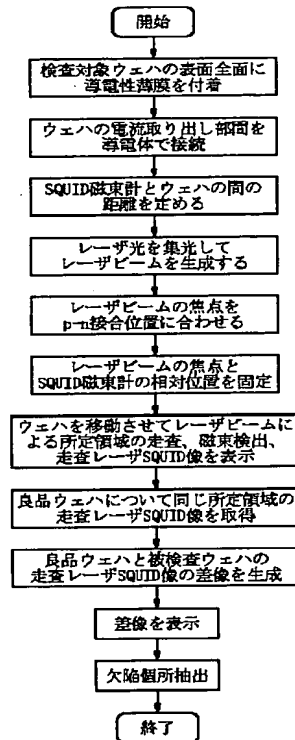 開始
検査対象ウェハの表面全面に
導電性薄膜を付着
ウェハの電流取り出し部間を
導電体で接続
SQUID磁束計とウェハの間の
距離を定める
レーザ光を集光して
レーザビームを生成する
レーザビームの焦点を
p-n接合位置に合わせる
レーザビームの焦点と
SQUID磁束計の相対位置を固定
ウェハを移動させてレーザビームに
よる所定領域の走査、磁束検出、
走査レーザSQUID像を表示
良品ウェハについて同じ所定領域の
走査レーザSQUID像を取得
良品ウェハと被検査ウェハの
走査レーザSQUID像の差像を生成
差像を表示
欠陥個所抽出
終了